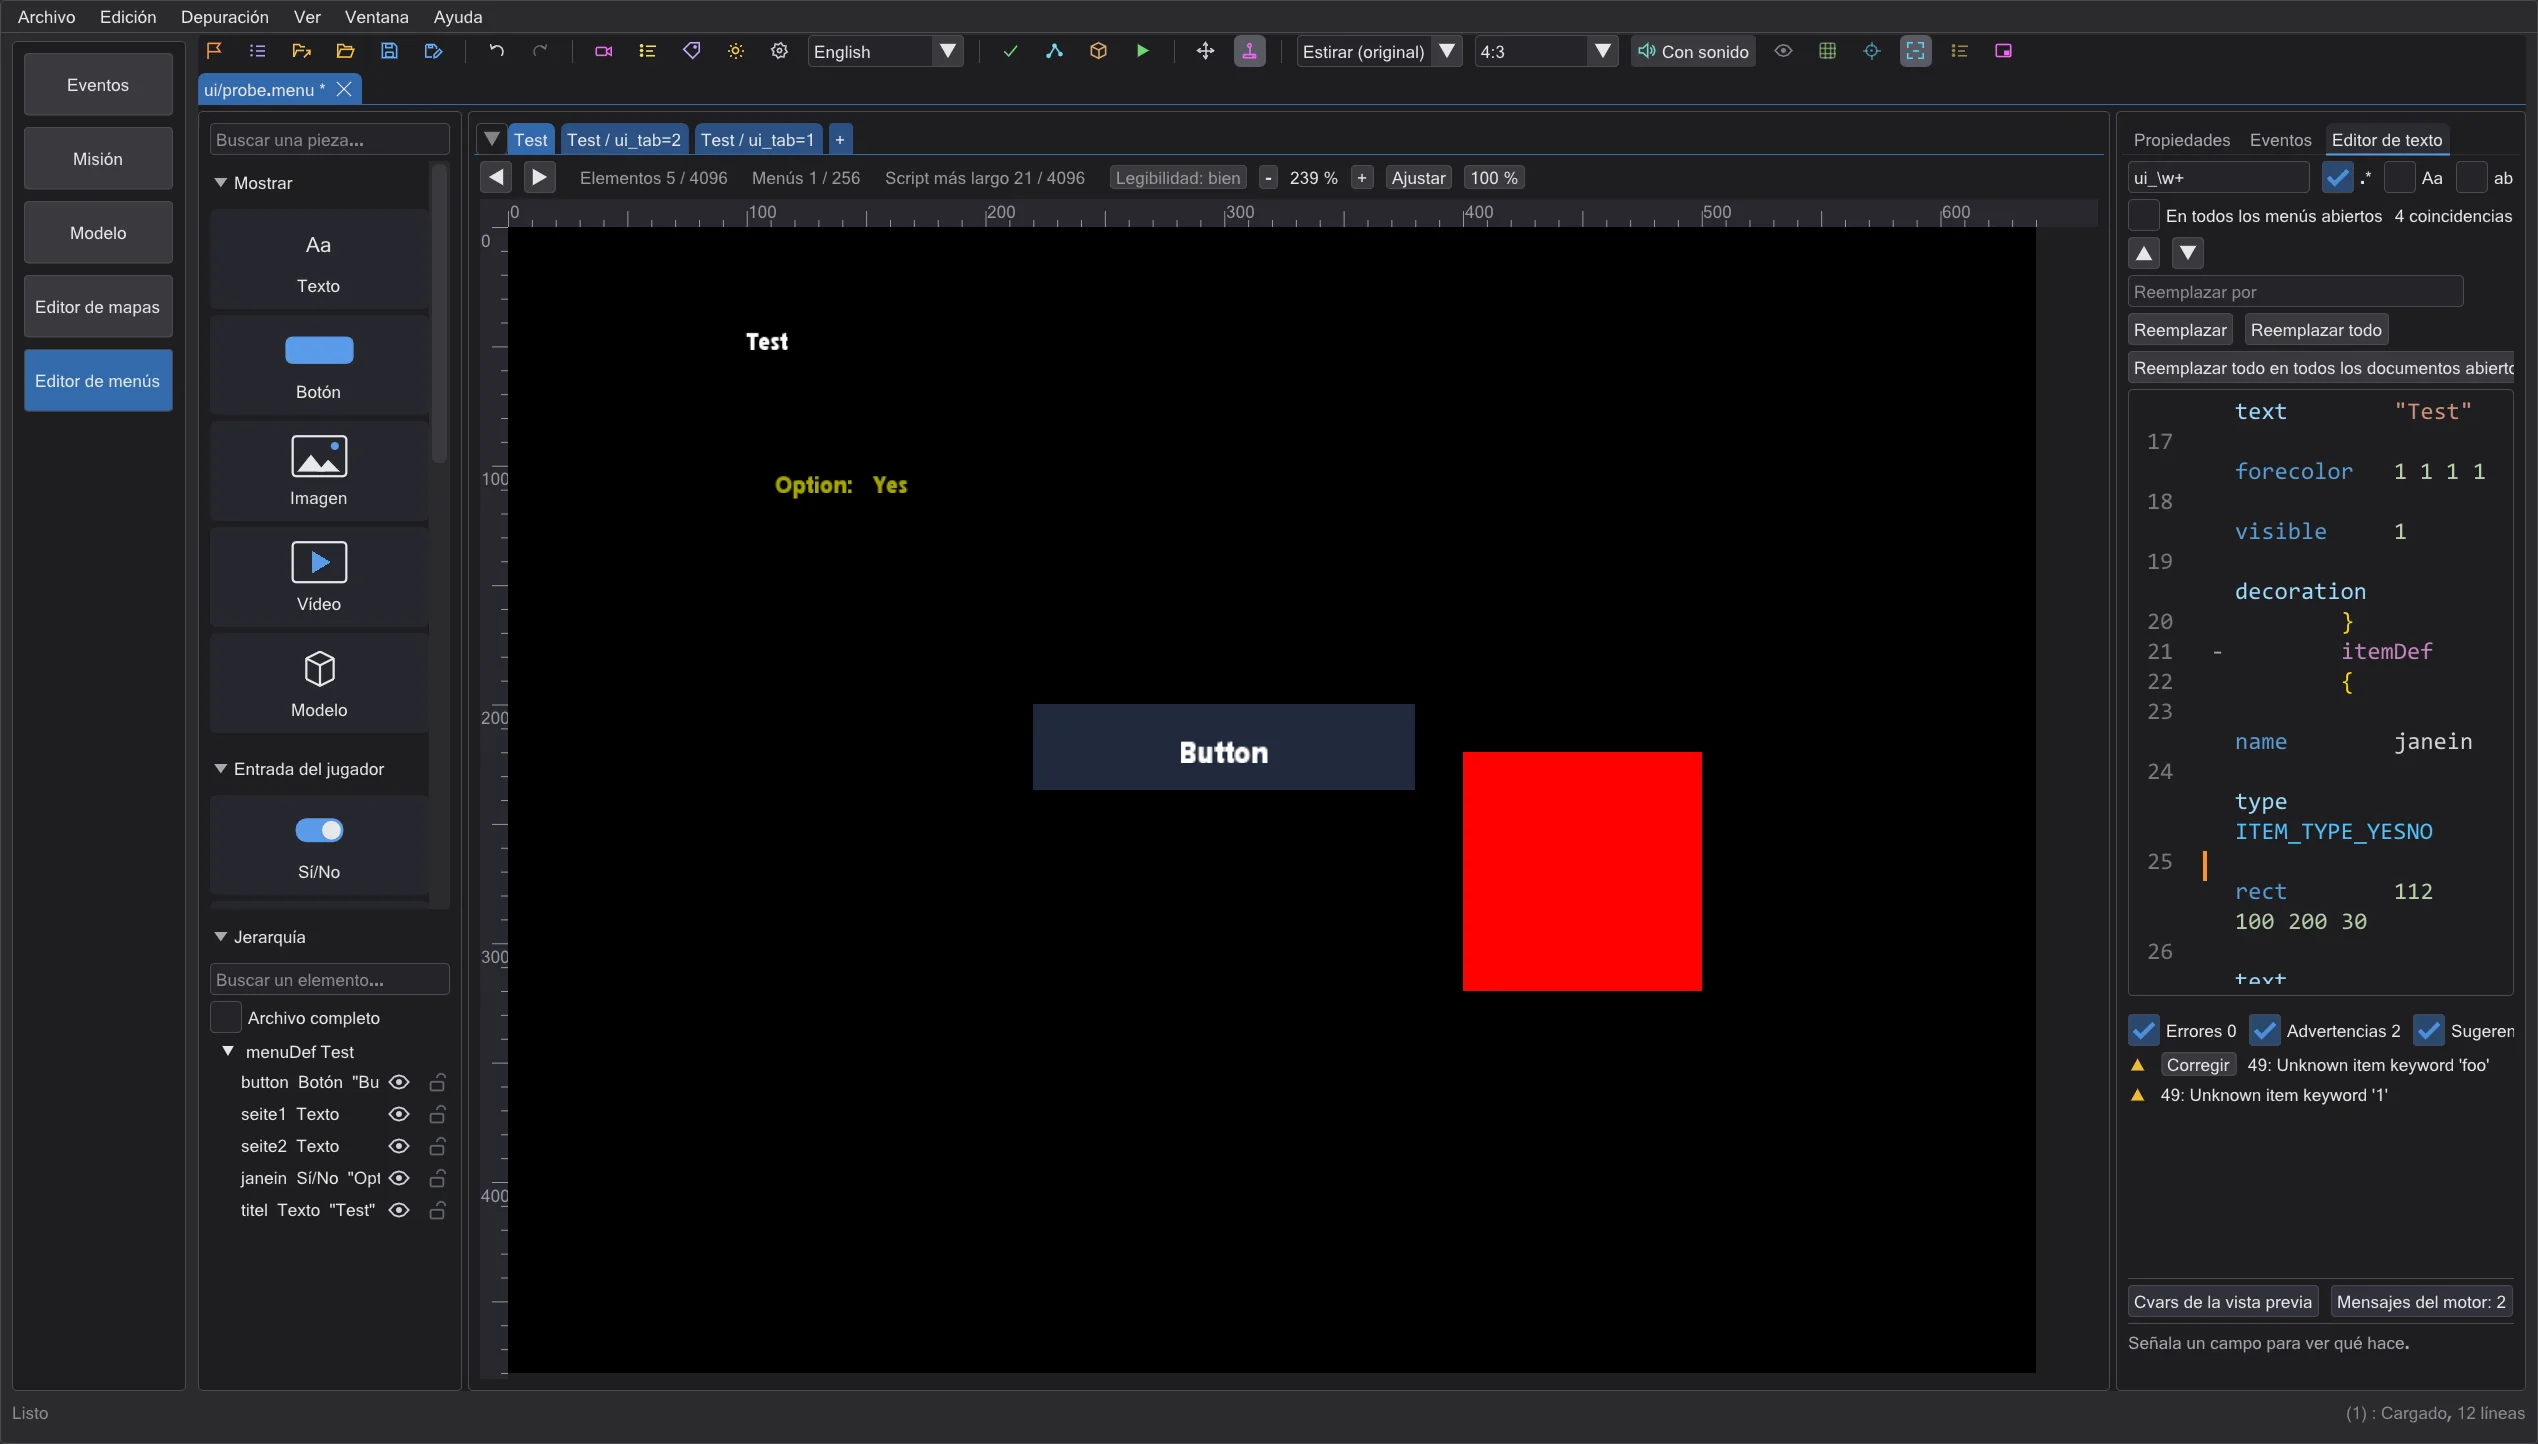 Archivo Edición Depuración Ver Ventana Ayuda
English
Estirar (original)
4:3
Con sonido
ui/probe.menu *
Eventos
Misión
Modelo
Editor de mapas
Editor de menús
Buscar una pieza...
Mostrar
Aa
Texto
Botón
Imagen
Vídeo
Modelo
Entrada del jugador
Sí/No
Jerarquía
Buscar un elemento...
Archivo completo
menuDef Test
button Botón "Bu
seite1 Texto
seite2 Texto
janein Sí/No "Opt
titel Texto "Test"
Test
Test / ui_tab=2
Test / ui_tab=1
+
Elementos 5 / 4096 Menús 1 / 256 Script más largo 21 / 4096 Legibilidad: bien - 239 % + Ajustar 100 %
0 100 200 300 400 500 600
0
100
200
300
400
Test
Option: Yes
Button
Propiedades Eventos Editor de texto
ui_\w+ .* Aa ab
En todos los menús abiertos 4 coincidencias
Reemplazar por
Reemplazar Reemplazar todo
Reemplazar todo en todos los documentos abierto
text "Test"
17
forecolor 1 1 1 1
18
visible 1
19
decoration
20 }
21 - itemDef
22 {
23
name janein
24
type
ITEM_TYPE_YESNO
25
rect 112
100 200 30
26
text
Errores 0 Advertencias 2 Sugeren
Corregir 49: Unknown item keyword 'foo'
49: Unknown item keyword '1'
Cvars de la vista previa Mensajes del motor: 2
Señala un campo para ver qué hace.
Listo
(1) : Cargado, 12 líneas